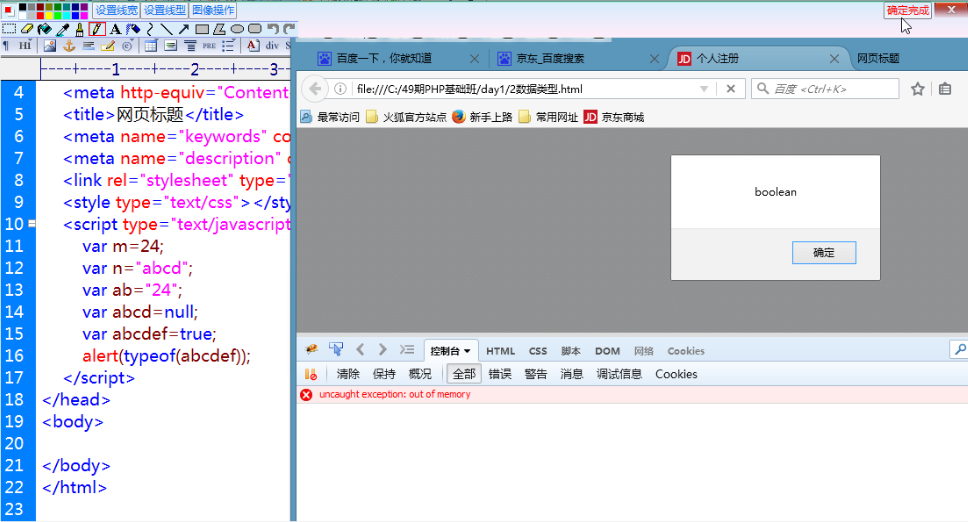 设置线宽 设置线型 图像操作 确定完成
¶ Hi PRE A div S
----+----1----+----2----+----3--
4 <meta http-equiv="Content
5 <title>网页标题</title>
6 <meta name="keywords" co
7 <meta name="description" c
8 <link rel="stylesheet" type="
9 <style type="text/css"></sty
10 <script type="text/javascript
11 var m=24;
12 var n="abcd";
13 var ab="24";
14 var abcd=null;
15 var abcdef=true;
16 alert(typeof(abcdef));
17 </script>
18 </head>
19 <body>
20
21 </body>
22 </html>
23
百度一下，你就知道 京东_百度搜索 JD 个人注册 网页标题
file:///C:/49期PHP基础班/day1/2数据类型.html 百度 <Ctrl+K>
最常访问 火狐官方站点 新手上路 常用网址 JD 京东商城
boolean
确定
控制台 HTML CSS 脚本 DOM 网络 Cookies
清除 保持 概况 全部 错误 警告 消息 调试信息 Cookies
uncaught exception: out of memory